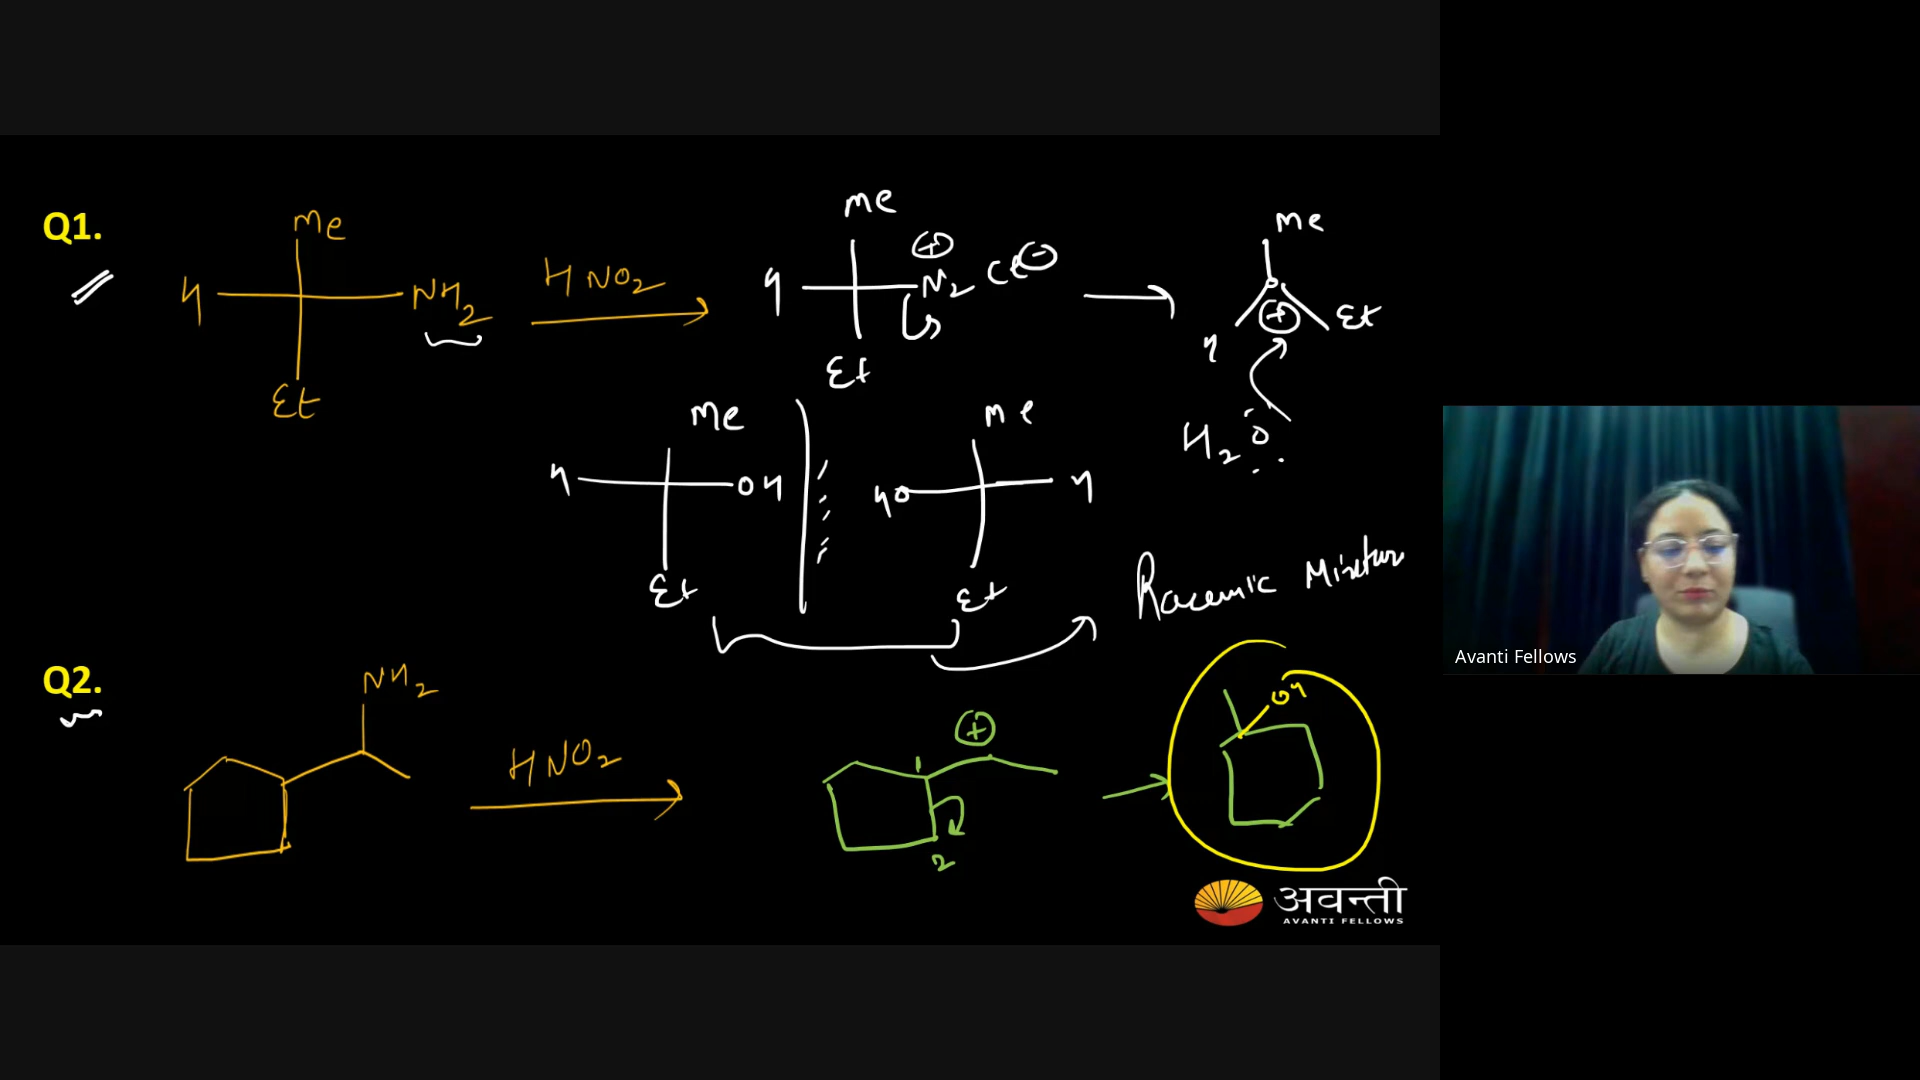 Q1.
Me
H NH2 HNO2
Et
Me
H N2 ⊕ Cl ⊖
Et
Me
⊕
H Et
H2O
Me
H OH
Et
Me
HO H
Et
Racemic Mixture
Q2.
NH2
HNO2
⊕
1
2
OH
अवन्ती
AVANTI FELLOWS
Avanti Fellows